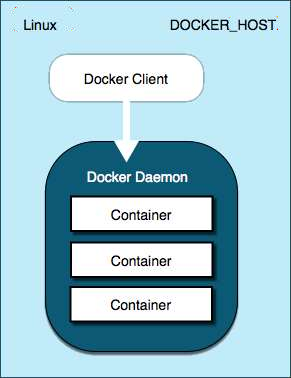 Linux DOCKER_HOST
Docker Client
Docker Daemon
Container
Container
Container